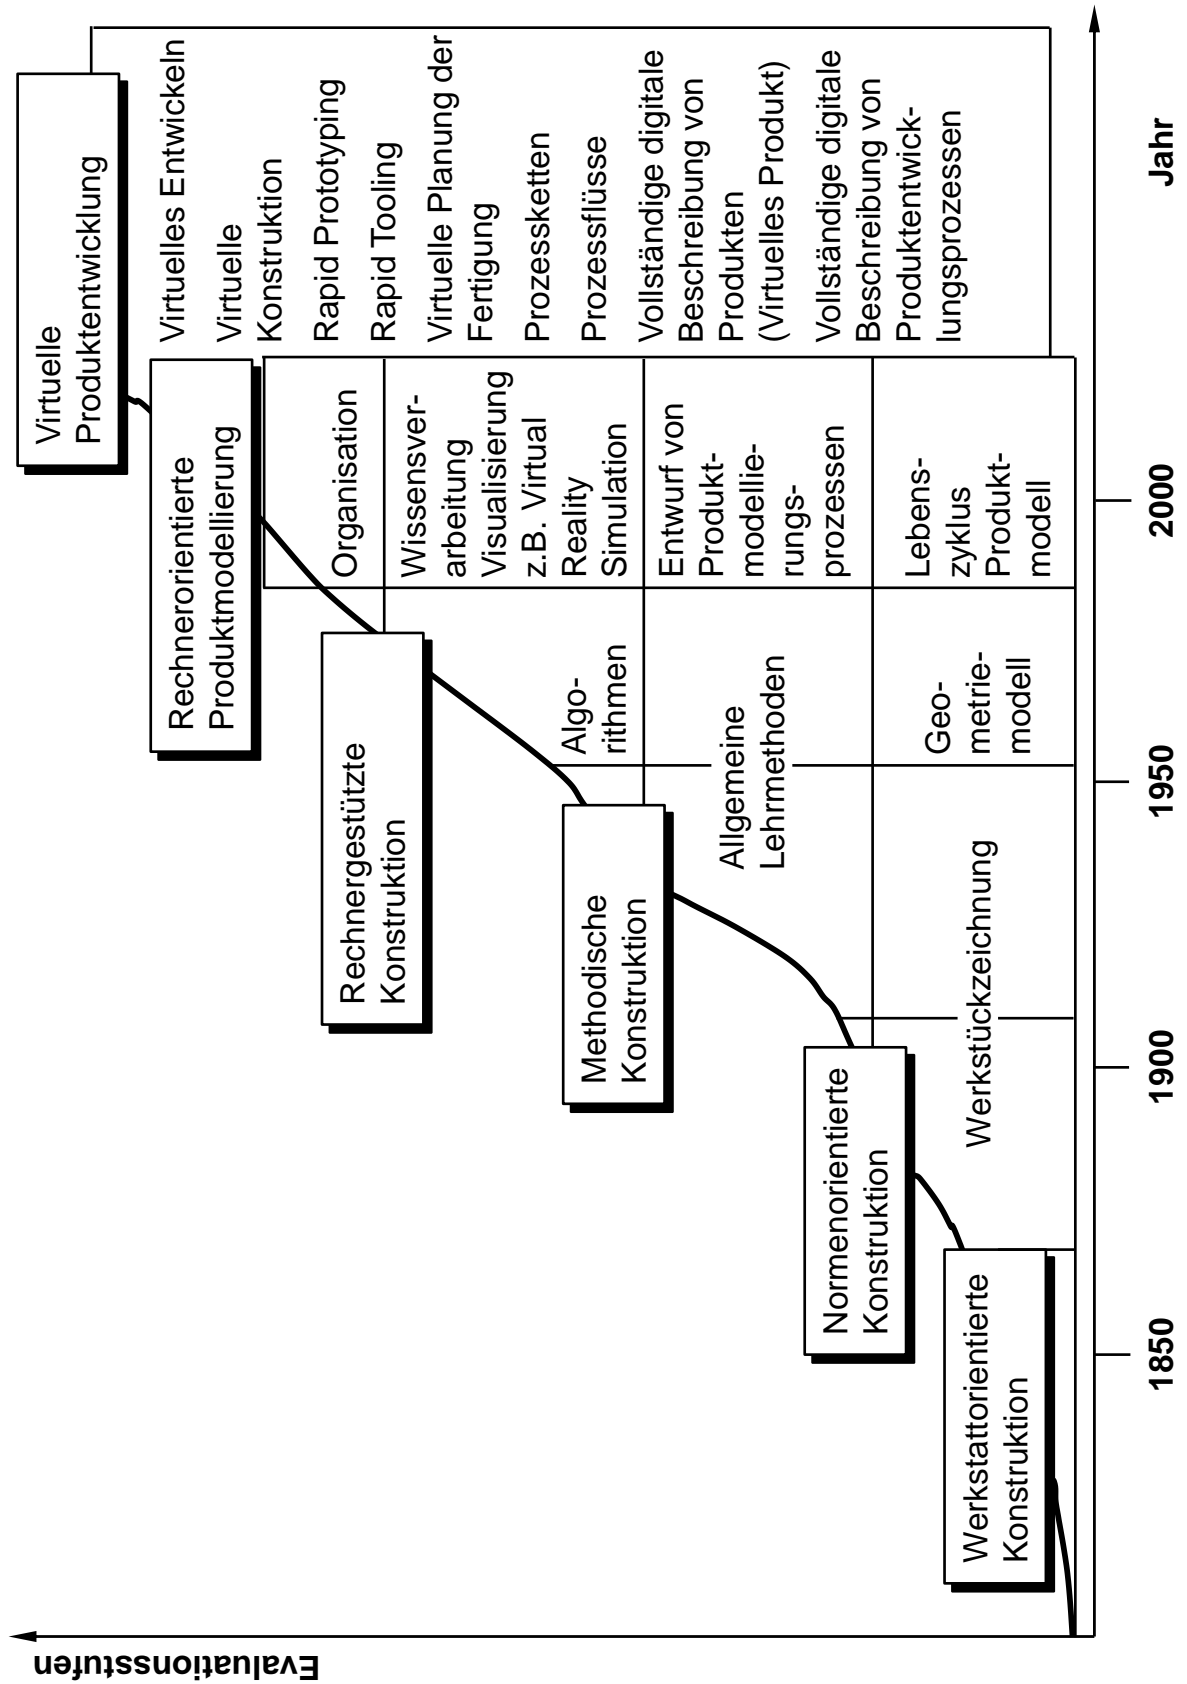 Evaluationsstufen
Virtuelle
Produktentwicklung
Rechnerorientierte
Produktmodellierung
Rechnergestützte
Konstruktion
Methodische
Konstruktion
Normenorientierte
Konstruktion
Werkstattorientierte
Konstruktion
Virtuelles Entwickeln
Virtuelle
Konstruktion
Rapid Prototyping
Rapid Tooling
Virtuelle Planung der
Fertigung
Prozessketten
Prozessflüsse
Vollständige digitale
Beschreibung von
Produkten
(Virtuelles Produkt)
Vollständige digitale
Beschreibung von
Produktentwick-
lungsprozessen
Organisation
Wissensver-
arbeitung
Visualisierung
z.B. Virtual
Reality
Simulation
Entwurf von
Produkt-
modellie-
rungs-
prozessen
Lebens-
zyklus
Produkt-
modell
Algo-
rithmen
Allgemeine
Lehrmethoden
Geo-
metrie-
modell
Werkstückzeichnung
1850
1900
1950
2000
Jahr